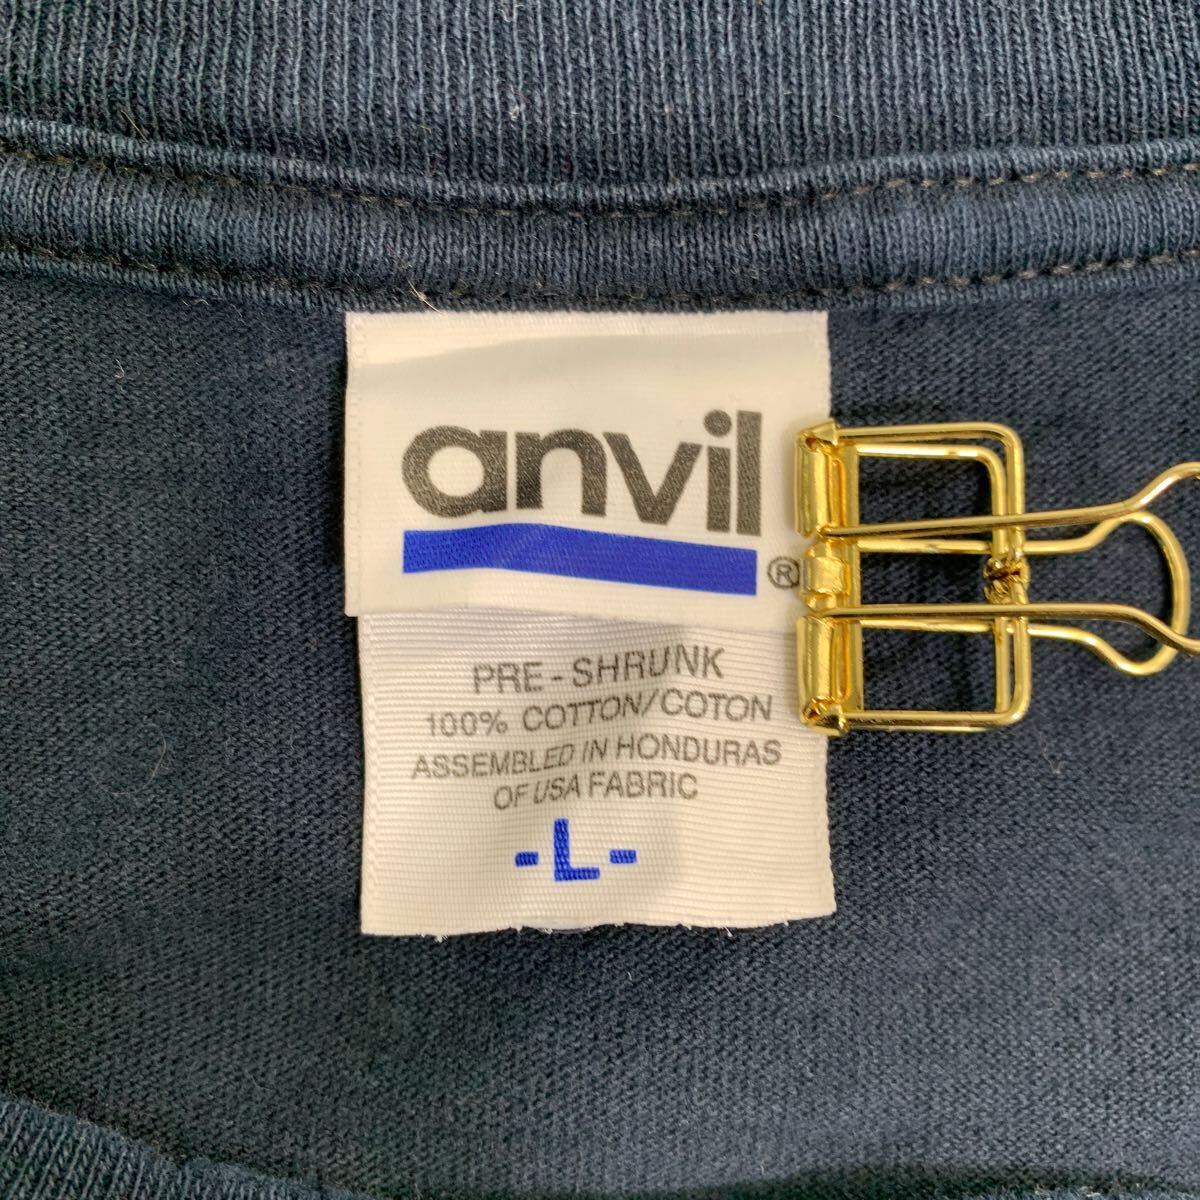 anvil ®
PRE-SHRUNK
100% COTTON/COTON
ASSEMBLED IN HONDURAS
OF USA FABRIC
-L-